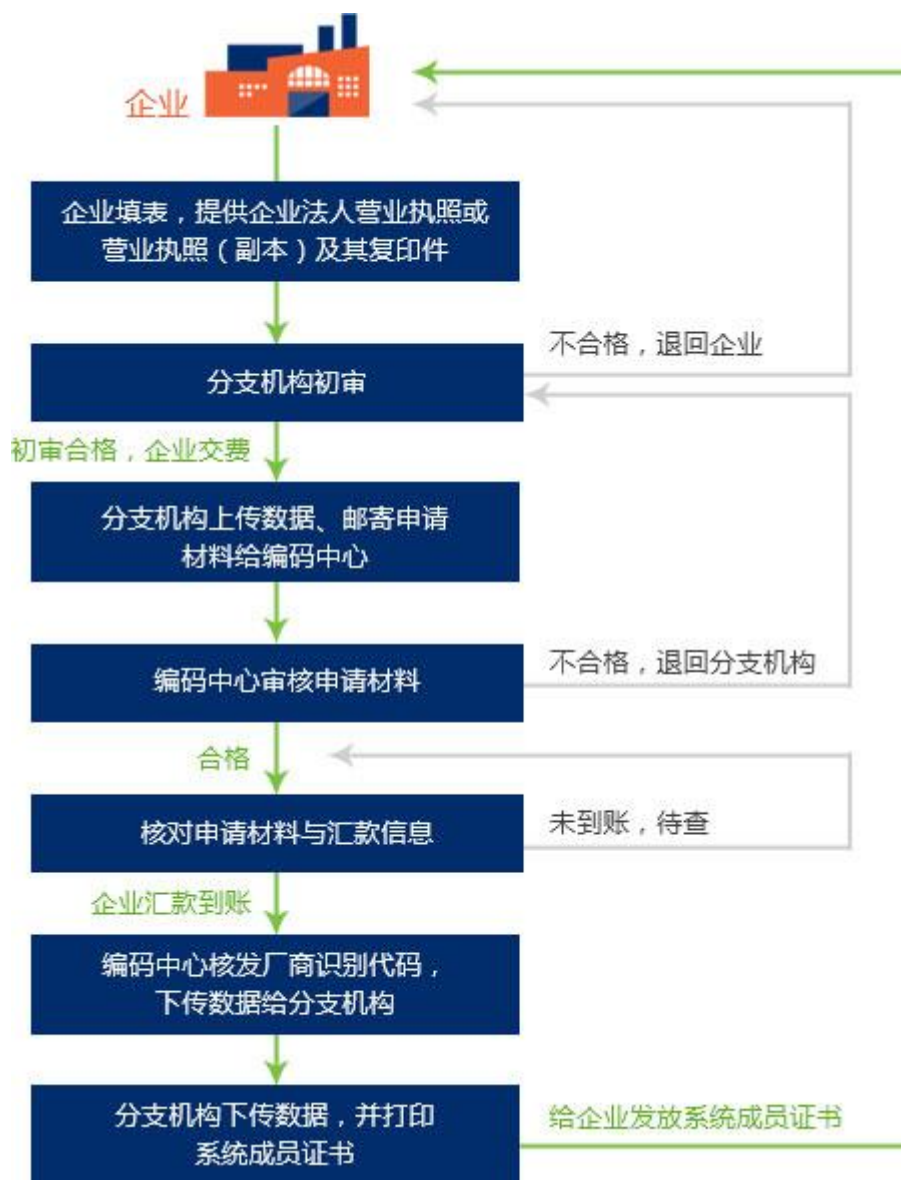 企业
企业填表，提供企业法人营业执照或
营业执照（副本）及其复印件
不合格，退回企业
分支机构初审
初审合格，企业交费
分支机构上传数据、邮寄申请
材料给编码中心
编码中心审核申请材料
不合格，退回分支机构
合格
核对申请材料与汇款信息
未到账，待查
企业汇款到账
编码中心核发厂商识别代码，
下传数据给分支机构
分支机构下传数据，并打印
系统成员证书
给企业发放系统成员证书